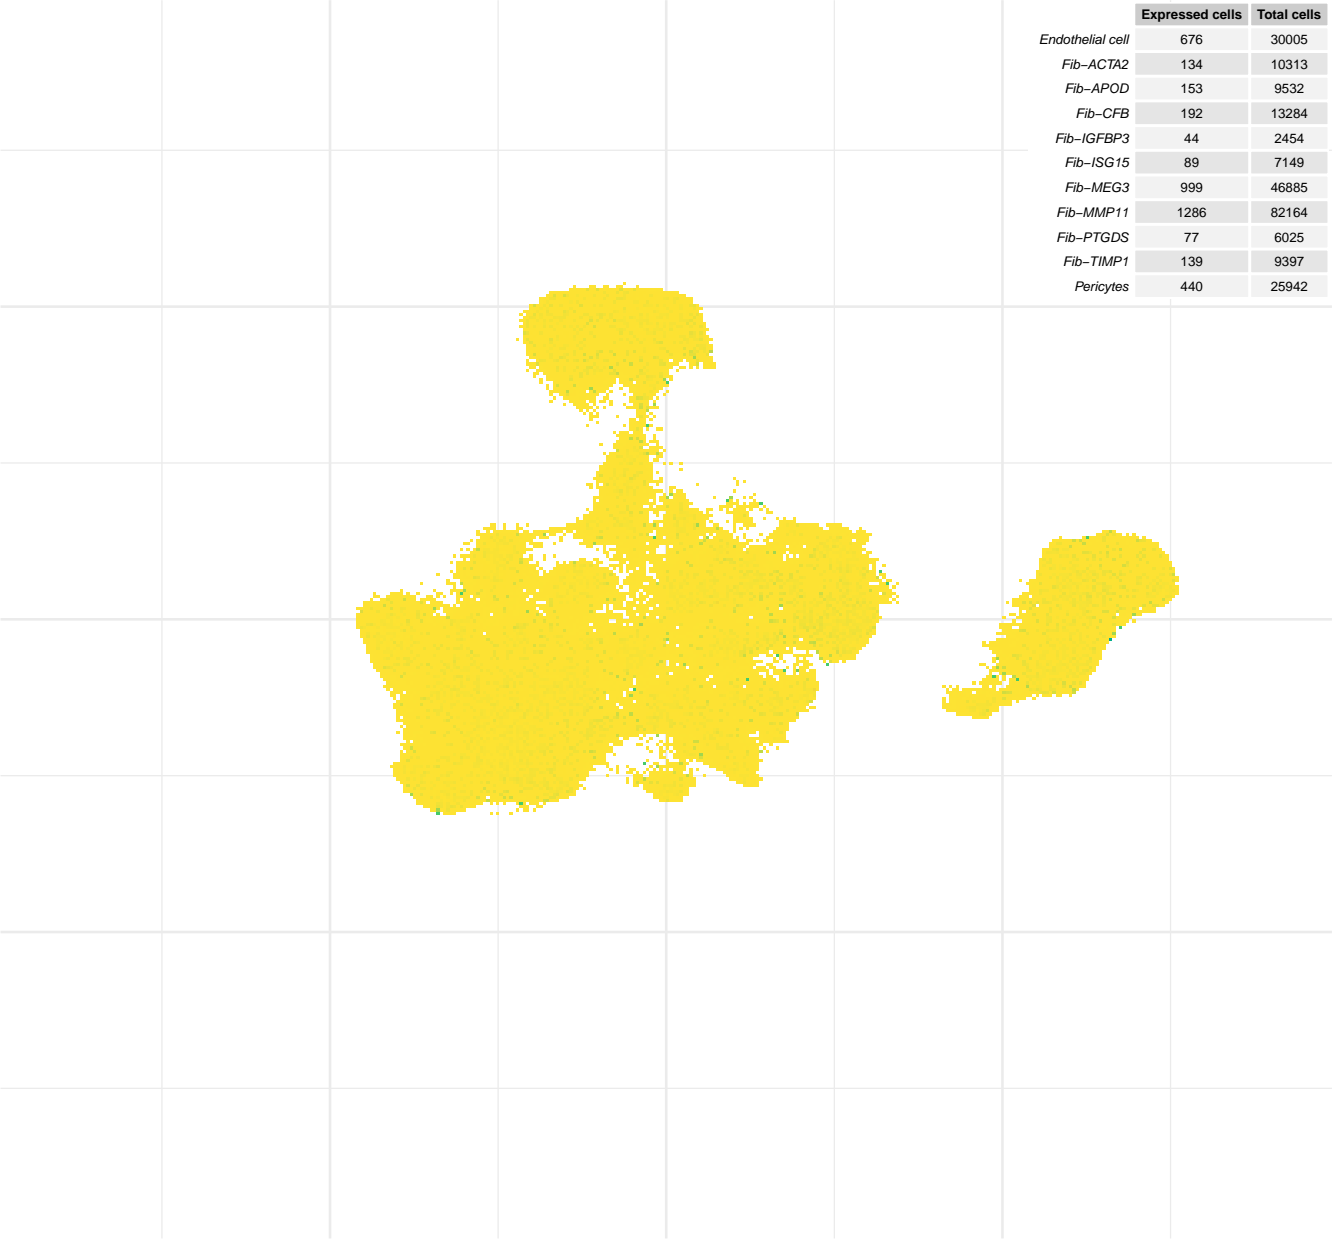 Expressed cells Total cells
Endothelial cell 676 30005
Fib−ACTA2 134 10313
Fib−APOD 153 9532
Fib−CFB 192 13284
Fib−IGFBP3 44 2454
Fib−ISG15 89 7149
Fib−MEG3 999 46885
Fib−MMP11 1286 82164
Fib−PTGDS 77 6025
Fib−TIMP1 139 9397
Pericytes 440 25942